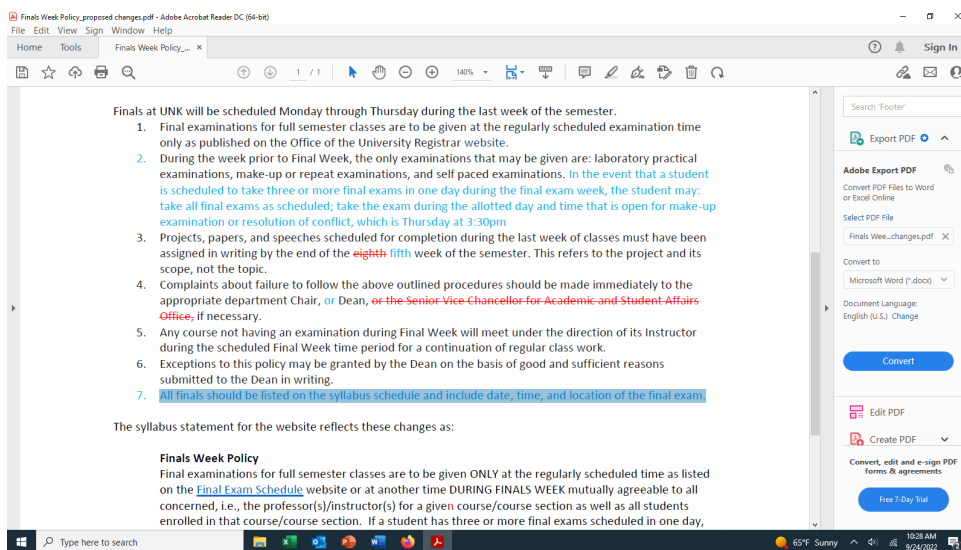 Finals Week Policy_proposed changes.pdf - Adobe Acrobat Reader DC (64-bit)
File Edit View Sign Window Help
Home Tools Finals Week Policy_... × Sign In
1 / 1 140%
Finals at UNK will be scheduled Monday through Thursday during the last week of the semester.
1. Final examinations for full semester classes are to be given at the regularly scheduled examination time
only as published on the Office of the University Registrar website.
2. During the week prior to Final Week, the only examinations that may be given are: laboratory practical
examinations, make-up or repeat examinations, and self paced examinations. In the event that a student
is scheduled to take three or more final exams in one day during the final exam week, the student may:
take all final exams as scheduled; take the exam during the allotted day and time that is open for make-up
examination or resolution of conflict, which is Thursday at 3:30pm
3. Projects, papers, and speeches scheduled for completion during the last week of classes must have been
assigned in writing by the end of the eighth fifth week of the semester. This refers to the project and its
scope, not the topic.
4. Complaints about failure to follow the above outlined procedures should be made immediately to the
appropriate department Chair, or Dean, or the Senior Vice Chancellor for Academic and Student Affairs
Office, if necessary.
5. Any course not having an examination during Final Week will meet under the direction of its Instructor
during the scheduled Final Week time period for a continuation of regular class work.
6. Exceptions to this policy may be granted by the Dean on the basis of good and sufficient reasons
submitted to the Dean in writing.
7. All finals should be listed on the syllabus schedule and include date, time, and location of the final exam.
The syllabus statement for the website reflects these changes as:
Finals Week Policy
Final examinations for full semester classes are to be given ONLY at the regularly scheduled time as listed
on the Final Exam Schedule website or at another time DURING FINALS WEEK mutually agreeable to all
concerned, i.e., the professor(s)/instructor(s) for a given course/course section as well as all students
enrolled in that course/course section. If a student has three or more final exams scheduled in one day,
Search 'Footer'
Export PDF
Adobe Export PDF
Convert PDF Files to Word
or Excel Online
Select PDF File
Finals Wee...changes.pdf ×
Convert to
Microsoft Word (*.docx)
Document Language:
English (U.S.) Change
Convert
Edit PDF
Create PDF
Convert, edit and e-sign PDF
forms & agreements
Free 7-Day Trial
Type here to search
65°F Sunny
10:28 AM
9/24/2022
2